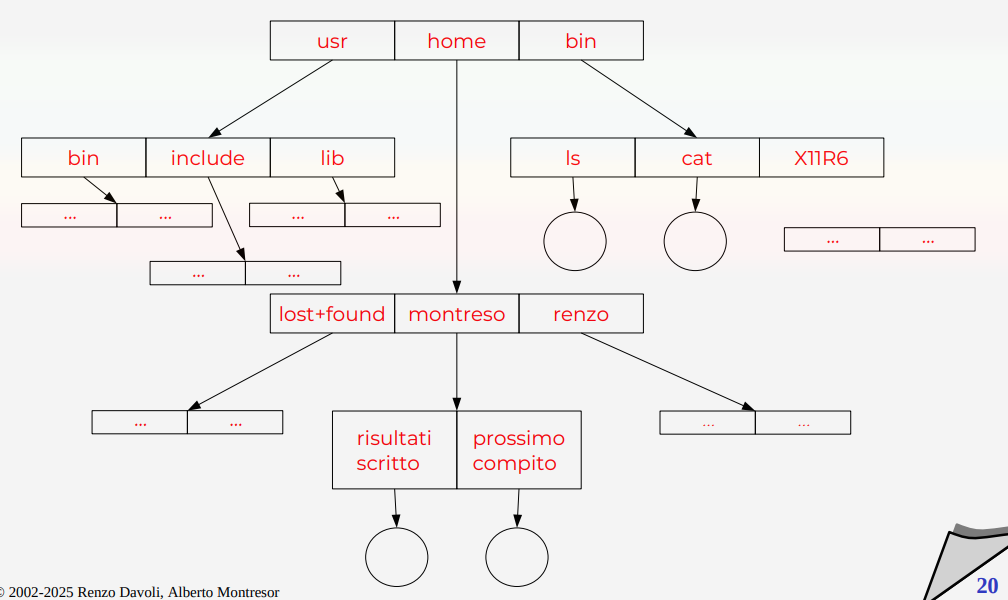 usr home bin
bin include lib
ls cat X11R6
... ... ... ...
... ...
... ...
lost+found montreso renzo
... ...
risultati
scritto
prossimo
compito
... ...
© 2002-2025 Renzo Davoli, Alberto Montresor
20